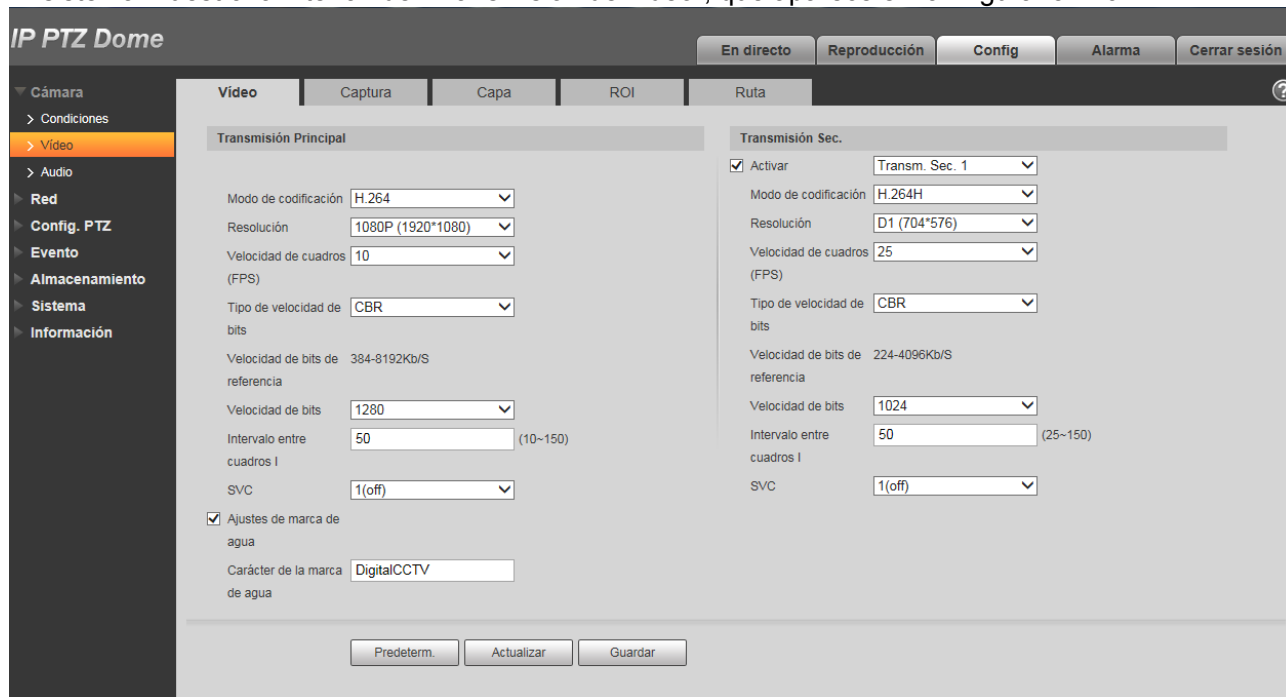 IP PTZ Dome
En directo
Reproducción
Config
Alarma
Cerrar sesión
Cámara
> Condiciones
> Vídeo
> Audio
Red
Config. PTZ
Evento
Almacenamiento
Sistema
Información
Vídeo
Captura
Capa
ROI
Ruta
?
Transmisión Principal
Modo de codificación H.264
Resolución 1080P (1920*1080)
Velocidad de cuadros 10
(FPS)
Tipo de velocidad de CBR
bits
Velocidad de bits de 384-8192Kb/S
referencia
Velocidad de bits 1280
Intervalo entre 50 (10~150)
cuadros I
SVC 1(off)
Ajustes de marca de
agua
Carácter de la marca DigitalCCTV
de agua
Transmisión Sec.
Activar Transm. Sec. 1
Modo de codificación H.264H
Resolución D1 (704*576)
Velocidad de cuadros 25
(FPS)
Tipo de velocidad de CBR
bits
Velocidad de bits de 224-4096Kb/S
referencia
Velocidad de bits 1024
Intervalo entre 50 (25~150)
cuadros I
SVC 1(off)
Predeterm.
Actualizar
Guardar